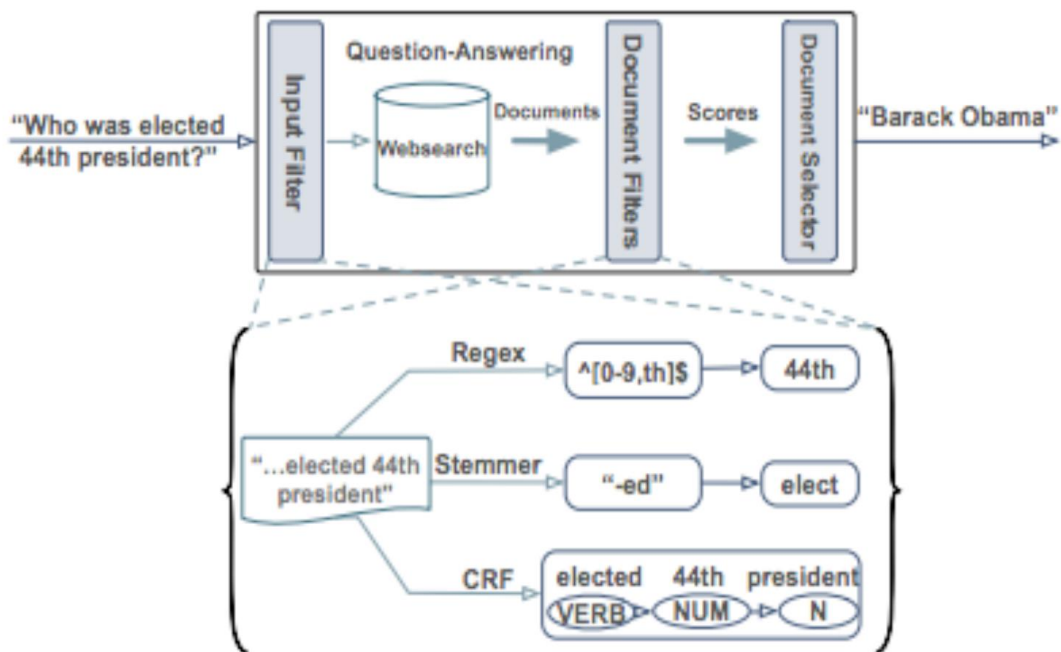 Question-Answering
"Who was elected
44th president?"
Input Filter
Websearch
Documents
Document Filters
Scores
Document Selector
"Barack Obama"
Regex
^[0-9,th]$
44th
"...elected 44th
president"
Stemmer
"-ed"
elect
CRF
elected 44th president
VERB NUM N